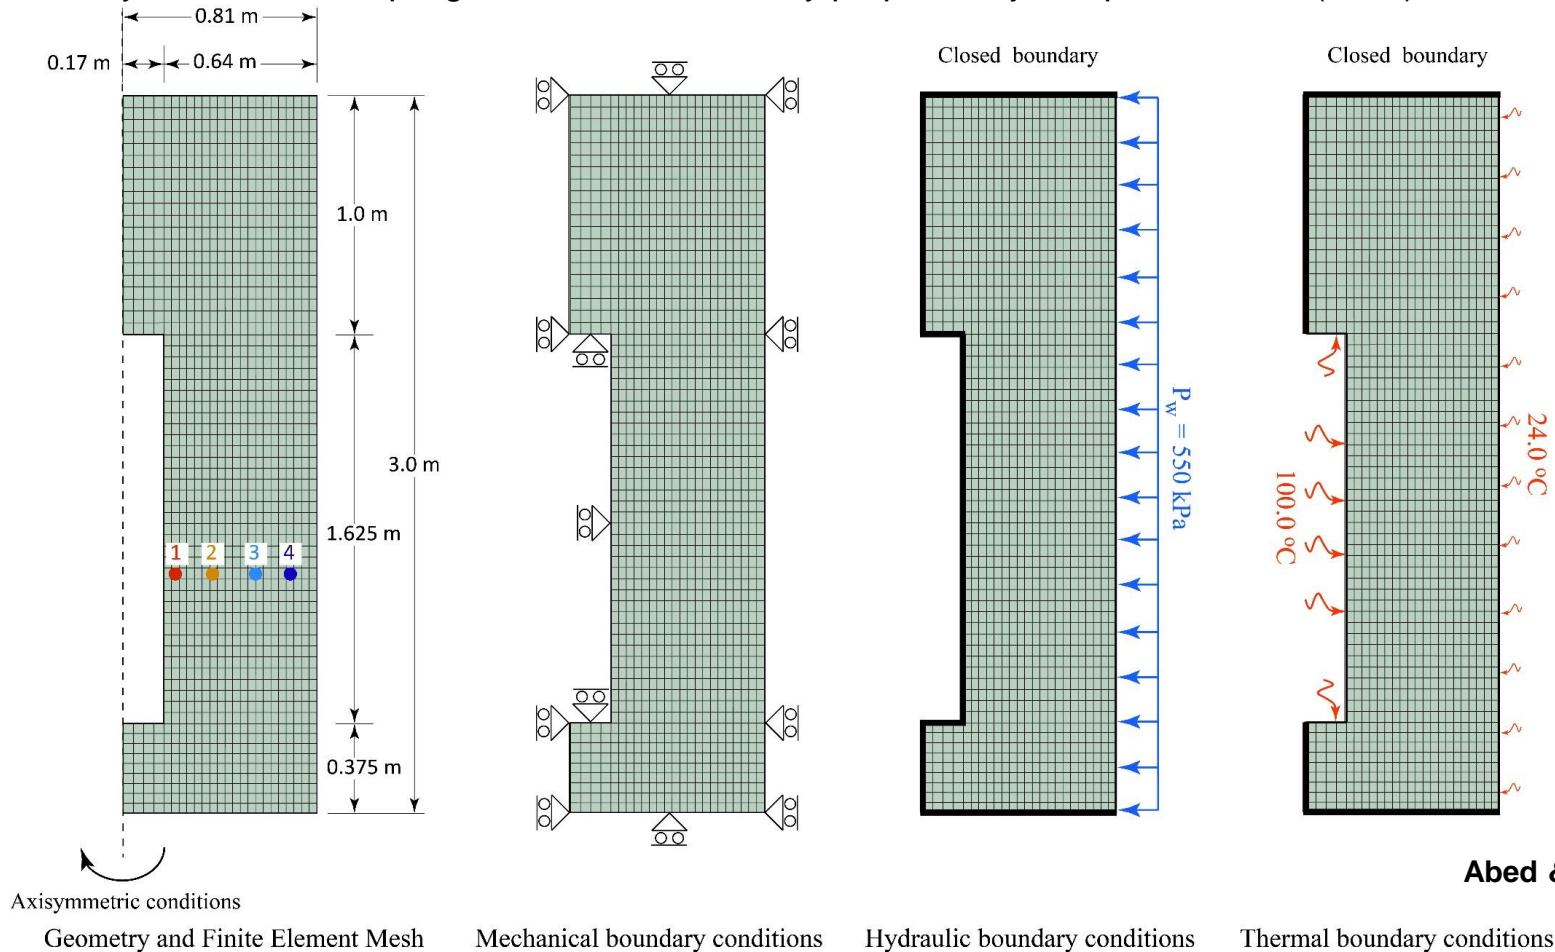 0.81 m
0.17 m
0.64 m
Closed boundary
Closed boundary
1.0 m
3.0 m
1.625 m
1
2
3
4
0.375 m
P_w = 550 kPa
100.0 °C
24.0 °C
Abed &
Axisymmetric conditions
Geometry and Finite Element Mesh
Mechanical boundary conditions
Hydraulic boundary conditions
Thermal boundary conditions